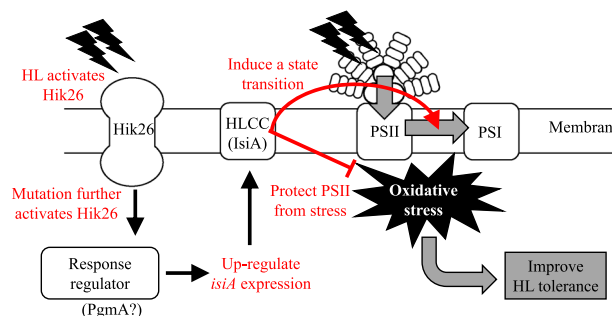 HL activates
Hik26
Induce a state
transition
Hik26
HLCC
(IsiA)
PSII
PSI
Membran
Mutation further
activates Hik26
Protect PSII
from stress
Oxidative
stress
Response
regulator
(PgmA?)
Up-regulate
isiA expression
Improve
HL tolerance